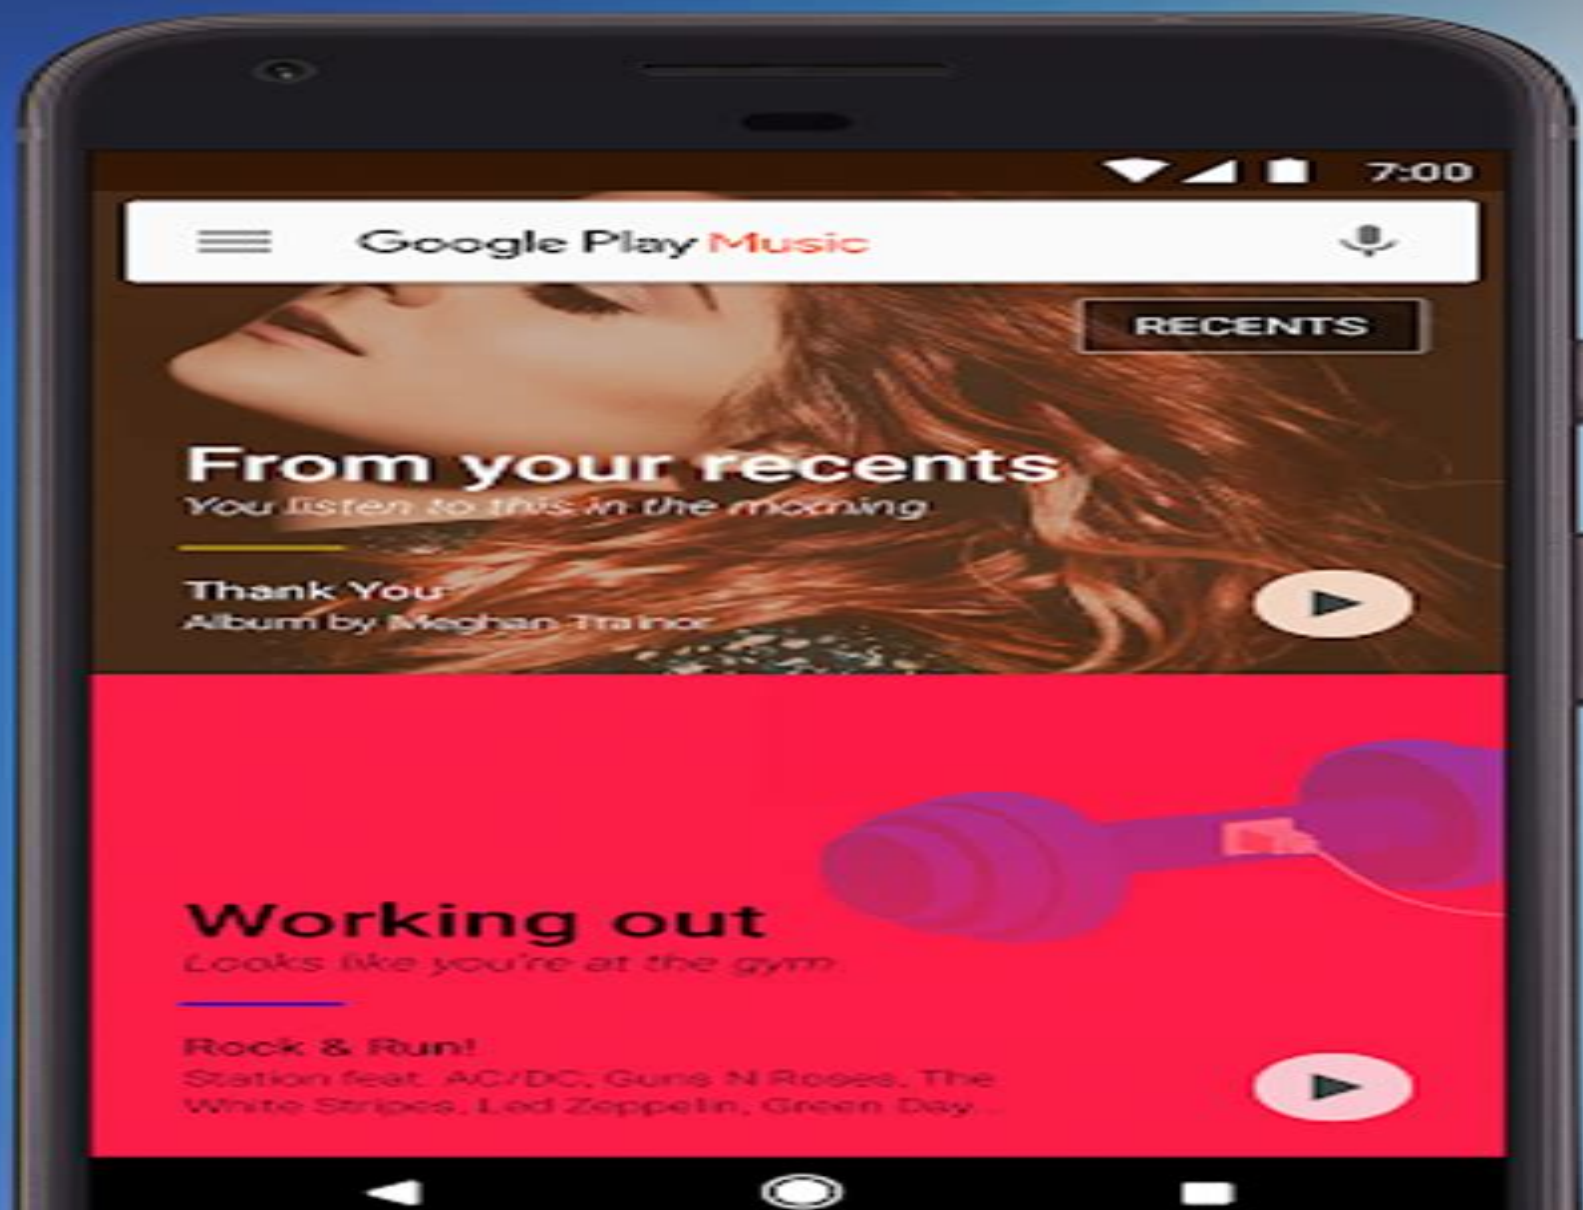 7:00
Google Play Music
RECENTS
From your recents
You listen to this in the morning
Thank You
Album by Meghan Trainor
Working out
Looks like you're at the gym.
Rock & Run!
Station feat. AC/DC, Guns N Roses, The
White Stripes, Led Zeppelin, Green Day...